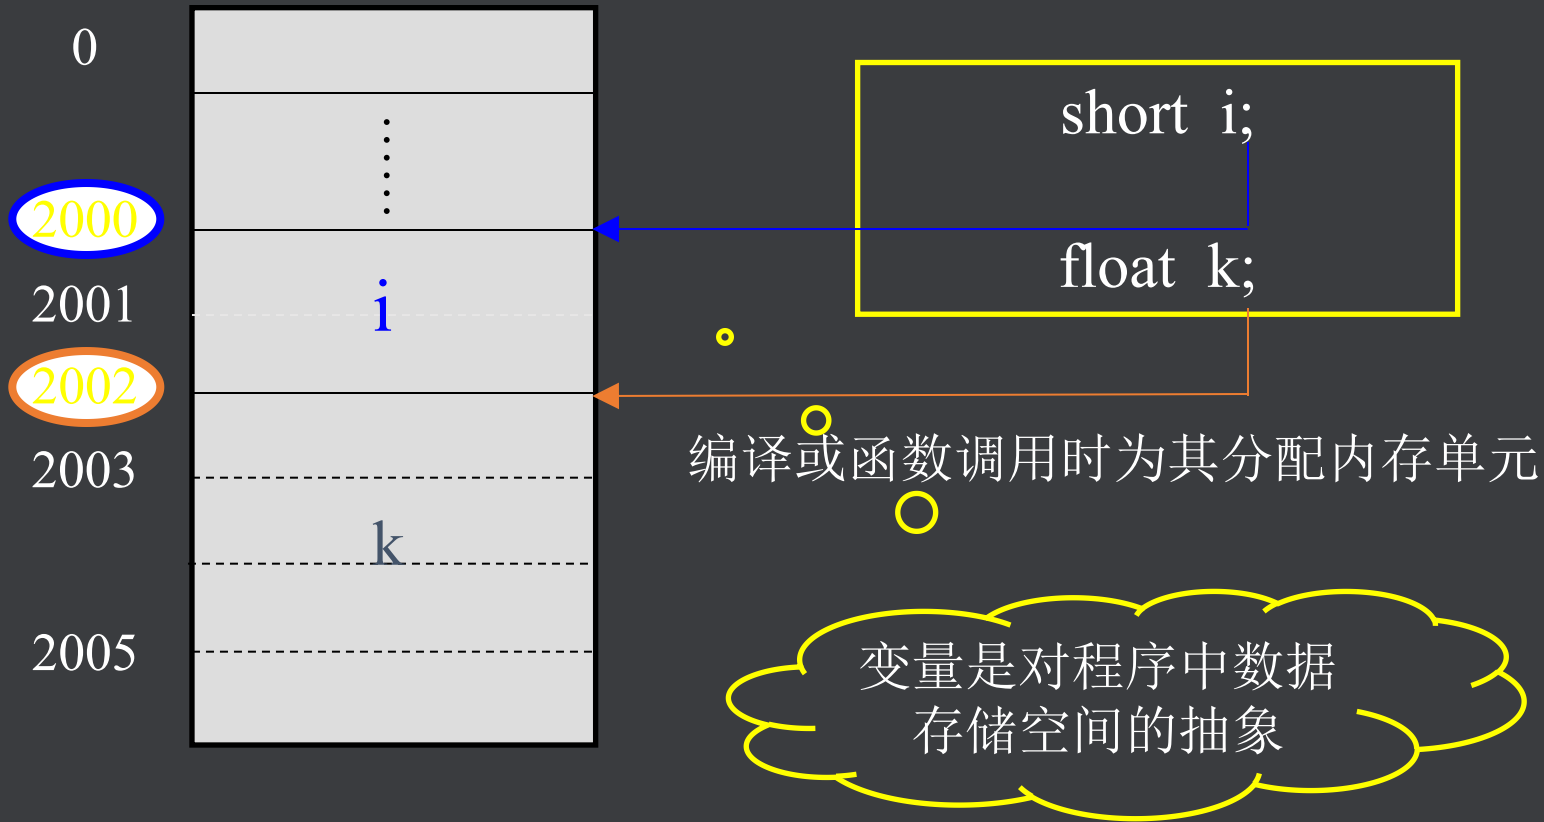 0
2000
2001
2002
2003
2005
i
k
short i;
float k;
编译或函数调用时为其分配内存单元
变量是对程序中数据
存储空间的抽象